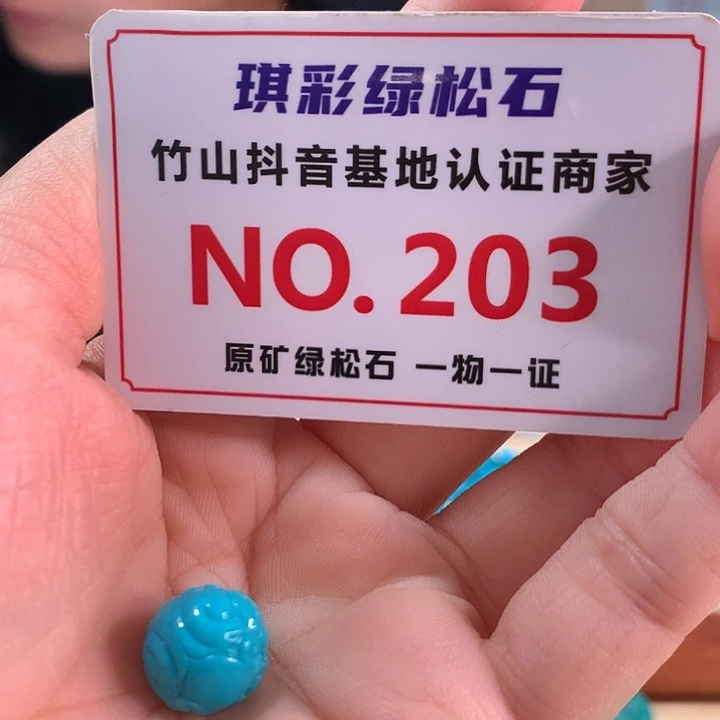 琪彩绿松石
竹山抖音基地认证商家
NO.203
原矿绿松石 一物一证